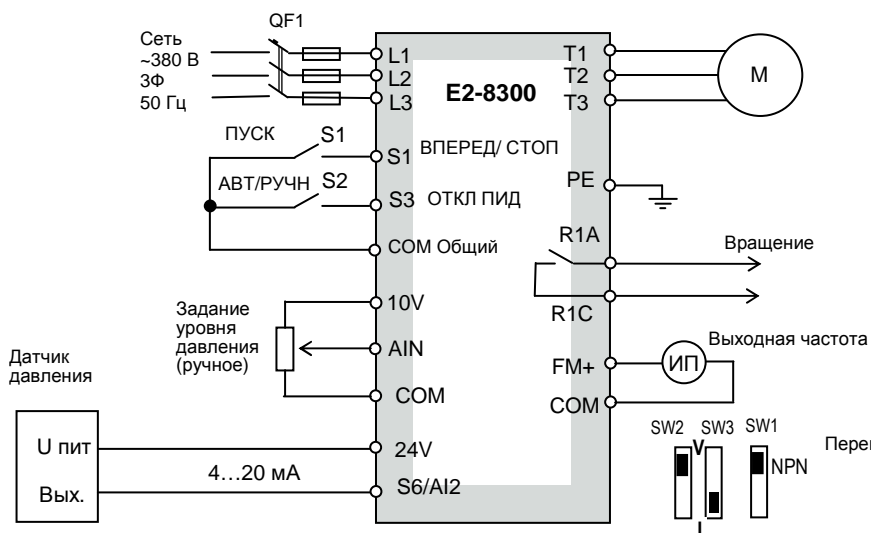 QF1
Сеть
~380 В
3Ф
50 Гц
L1
L2
L3
E2-8300
T1
T2
T3
М
ПУСК
S1
S1
ВПЕРЕД/ СТОП
АВТ/РУЧН
S2
S3
ОТКЛ ПИД
COM Общий
PE
R1A
Вращение
R1C
Задание
уровня
давления
(ручное)
10V
AIN
COM
Выходная частота
FM+
ИП
COM
Датчик
давления
U пит
24V
4…20 мА
Вых.
S6/AI2
SW2
SW3
SW1
V
NPN
I